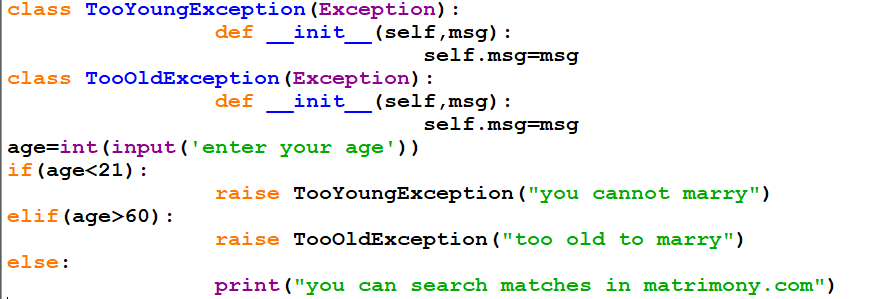 class TooYoungException(Exception):
def __init__(self,msg):
self.msg=msg
class TooOldException(Exception):
def __init__(self,msg):
self.msg=msg
age=int(input('enter your age'))
if(age<21):
raise TooYoungException("you cannot marry")
elif(age>60):
raise TooOldException("too old to marry")
else:
print("you can search matches in matrimony.com")